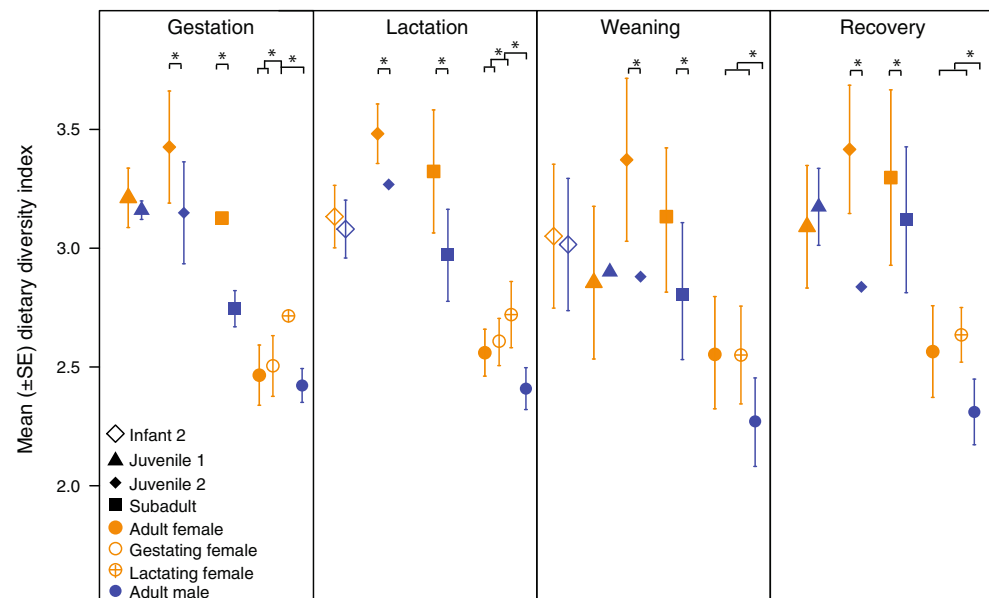 Gestation
Lactation
Weaning
Recovery
* * * *
* * * *
* * *
* * *
Mean (±SE) dietary diversity index
3.5
3.0
2.5
2.0
Infant 2
Juvenile 1
Juvenile 2
Subadult
Adult female
Gestating female
Lactating female
Adult male